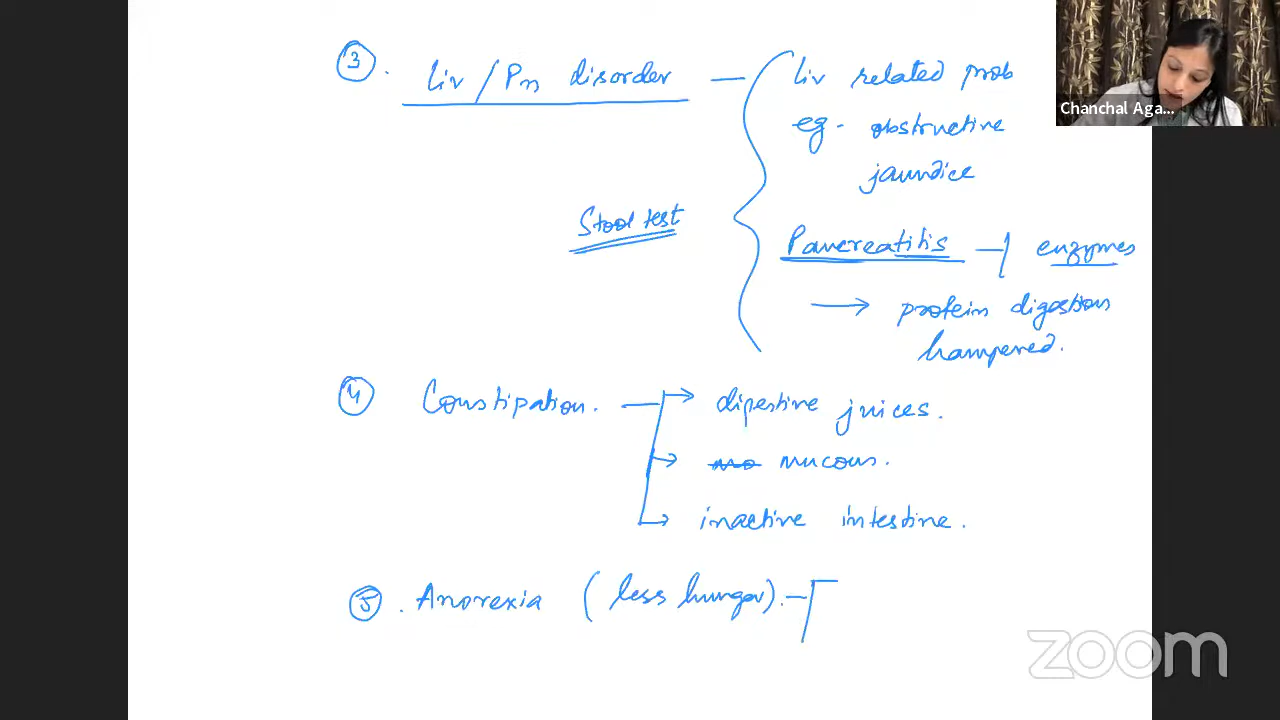 3. Liv / Pn disorder — Liv related prob
eg - obstructive
jaundice
Stool test
Pancreatitis — enzymes
→ protein digestion
hampered.
4 Constipation. — → digestive juices.
→ mucous.
→ inactive intestine.
5. Anorexia (less hunger). —
Chanchal Aga...
zoom